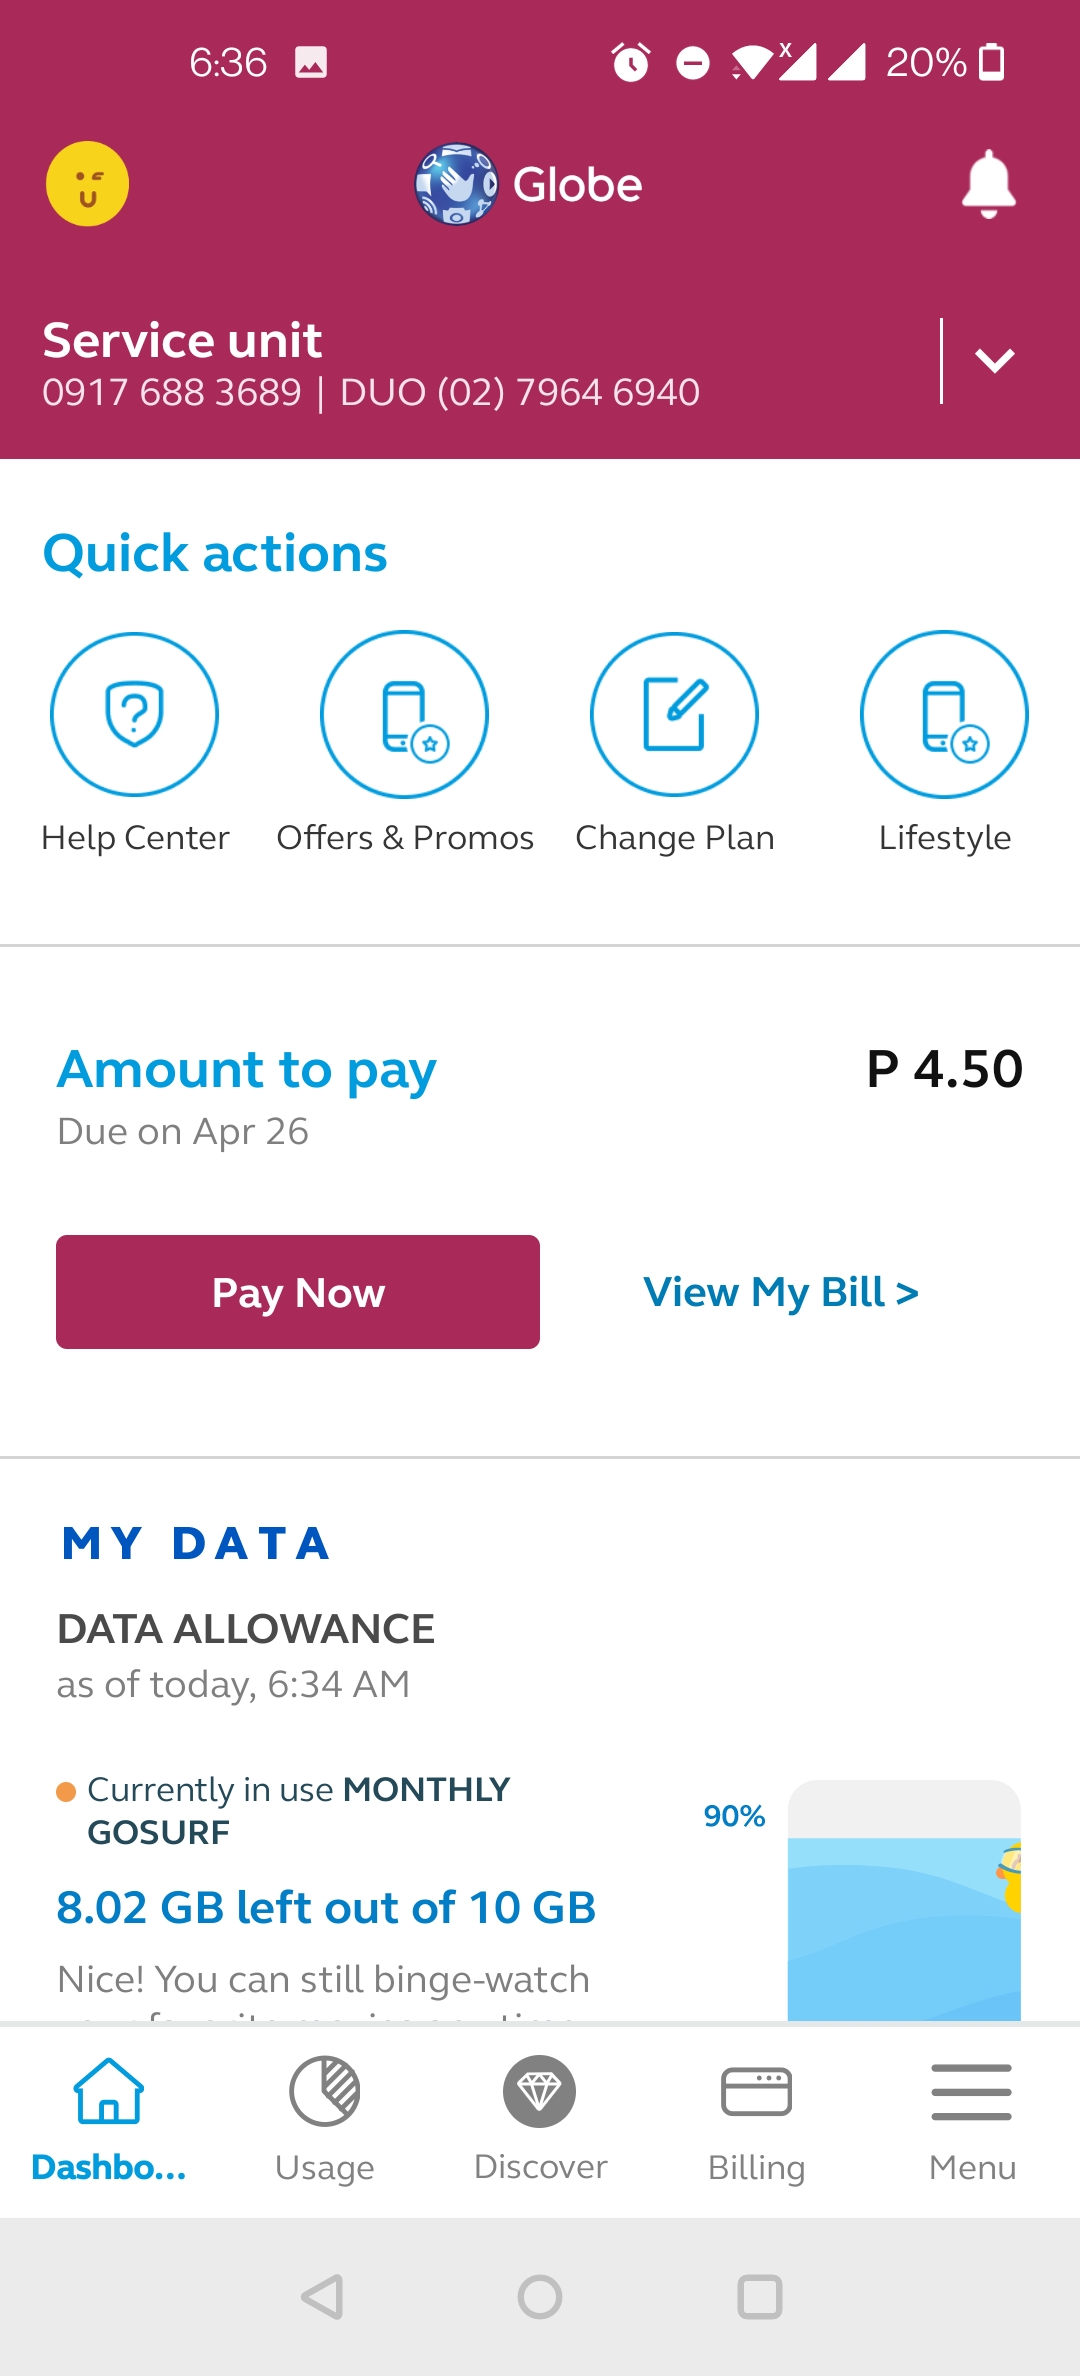 6:36
x
20%
Globe
Service unit
0917 688 3689 | DUO (02) 7964 6940
Quick actions
Help Center
Offers & Promos
Change Plan
Lifestyle
Amount to pay
P 4.50
Due on Apr 26
Pay Now
View My Bill >
MY DATA
DATA ALLOWANCE
as of today, 6:34 AM
Currently in use MONTHLY
GOSURF
90%
8.02 GB left out of 10 GB
Nice! You can still binge-watch
Dashbo...
Usage
Discover
Billing
Menu